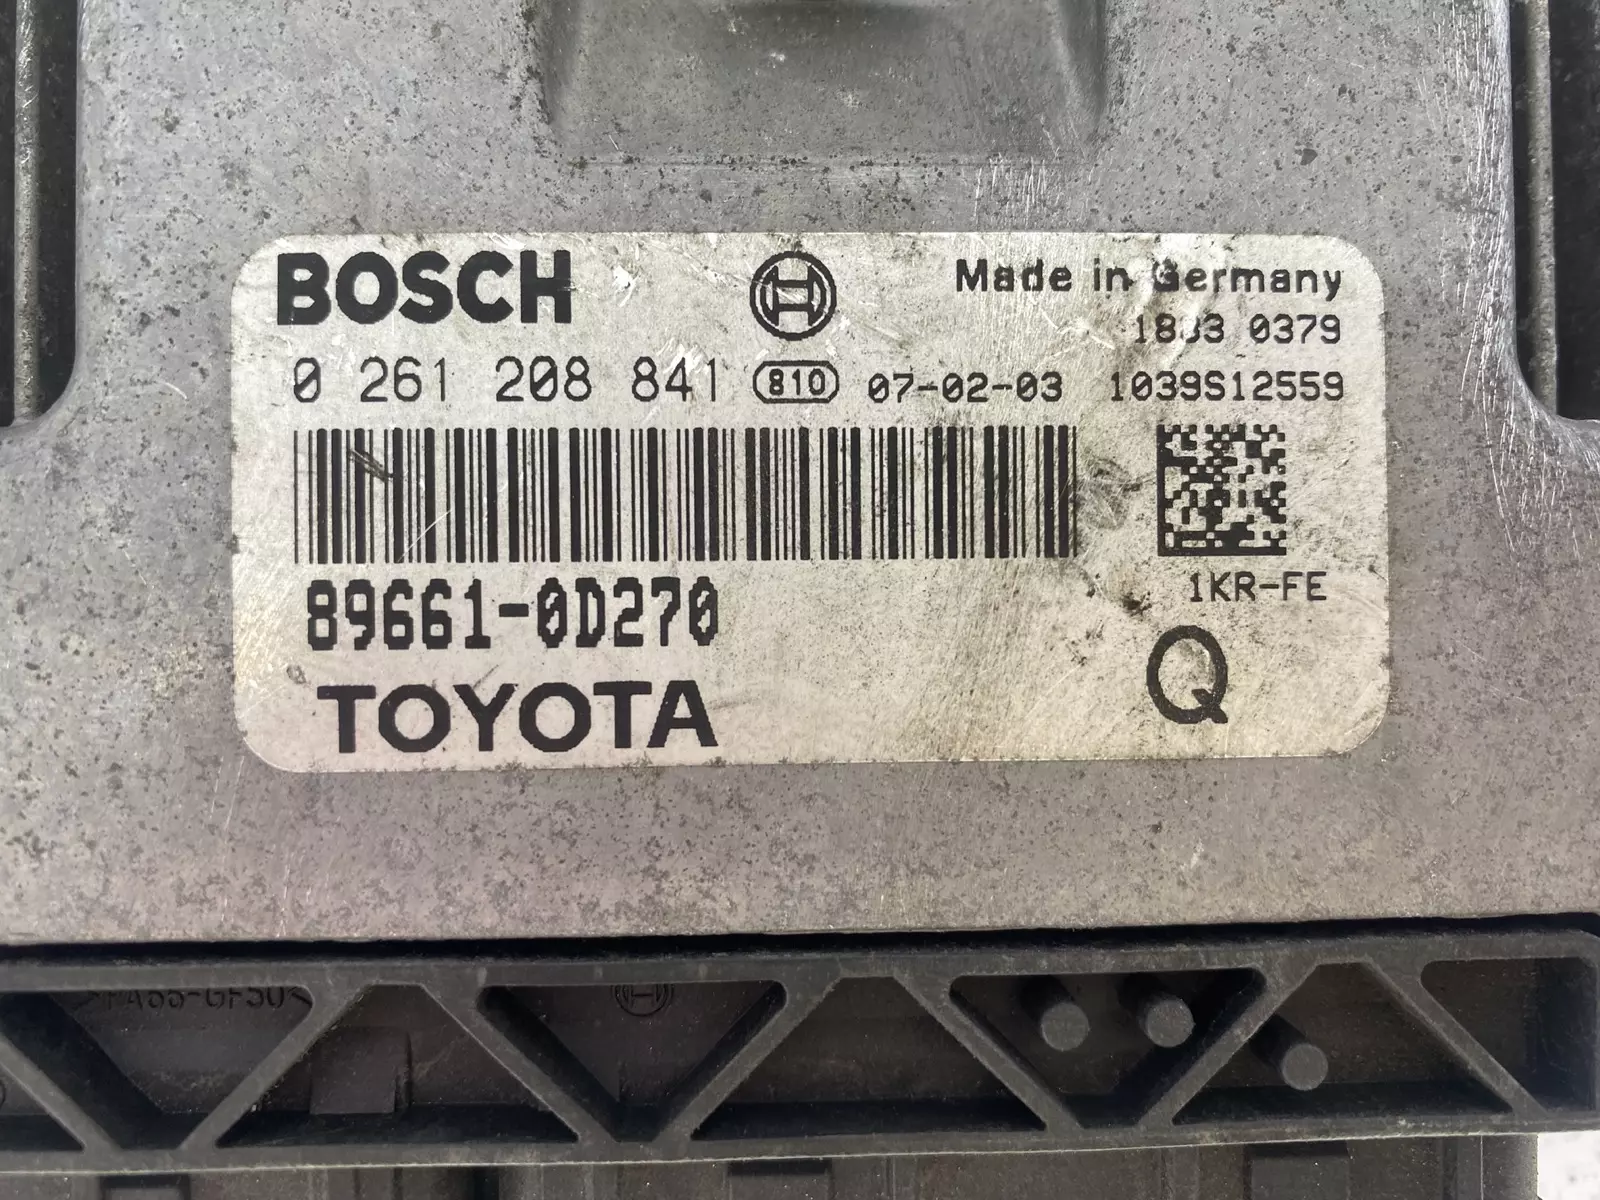 BOSCH
Made in Germany
0379
0 261 208 841 810 07-02-03 1039S12559
89661-0D270
1KR-FE
TOYOTA
Q